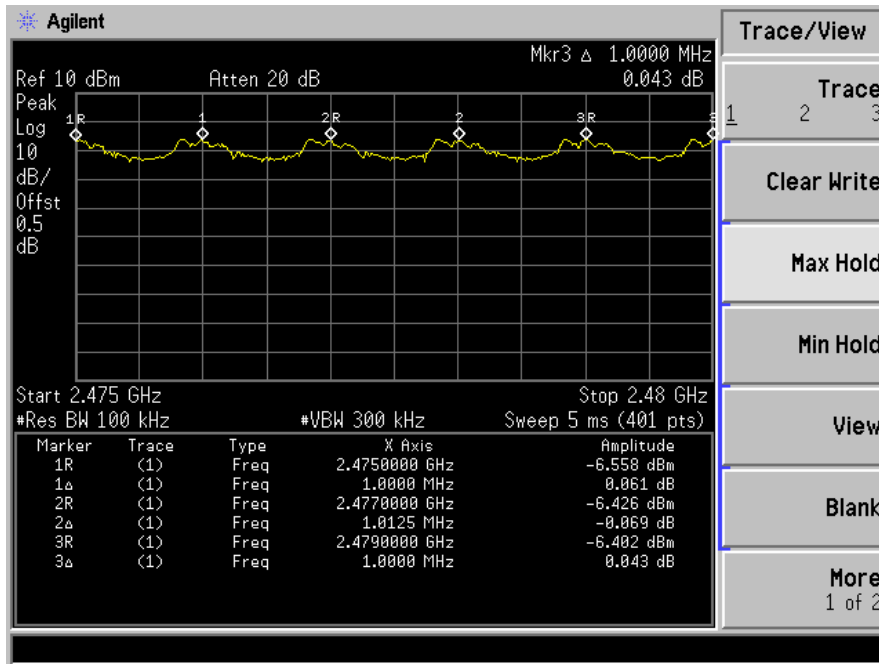 Agilent
Trace/View
Mkr3 Δ 1.0000 MHz
Ref 10 dBm Atten 20 dB 0.043 dB
Peak
Log
10
dB/
Offst
0.5
dB
1R 1 2R 2 3R 3
Start 2.475 GHz Stop 2.48 GHz
#Res BW 100 kHz #VBW 300 kHz Sweep 5 ms (401 pts)
Marker Trace Type X Axis Amplitude
1R (1) Freq 2.4750000 GHz -6.558 dBm
1Δ (1) Freq 1.0000 MHz 0.061 dB
2R (1) Freq 2.4770000 GHz -6.426 dBm
2Δ (1) Freq 1.0125 MHz -0.069 dB
3R (1) Freq 2.4790000 GHz -6.402 dBm
3Δ (1) Freq 1.0000 MHz 0.043 dB
Trace
1 2 3
Clear Write
Max Hold
Min Hold
View
Blank
More
1 of 2